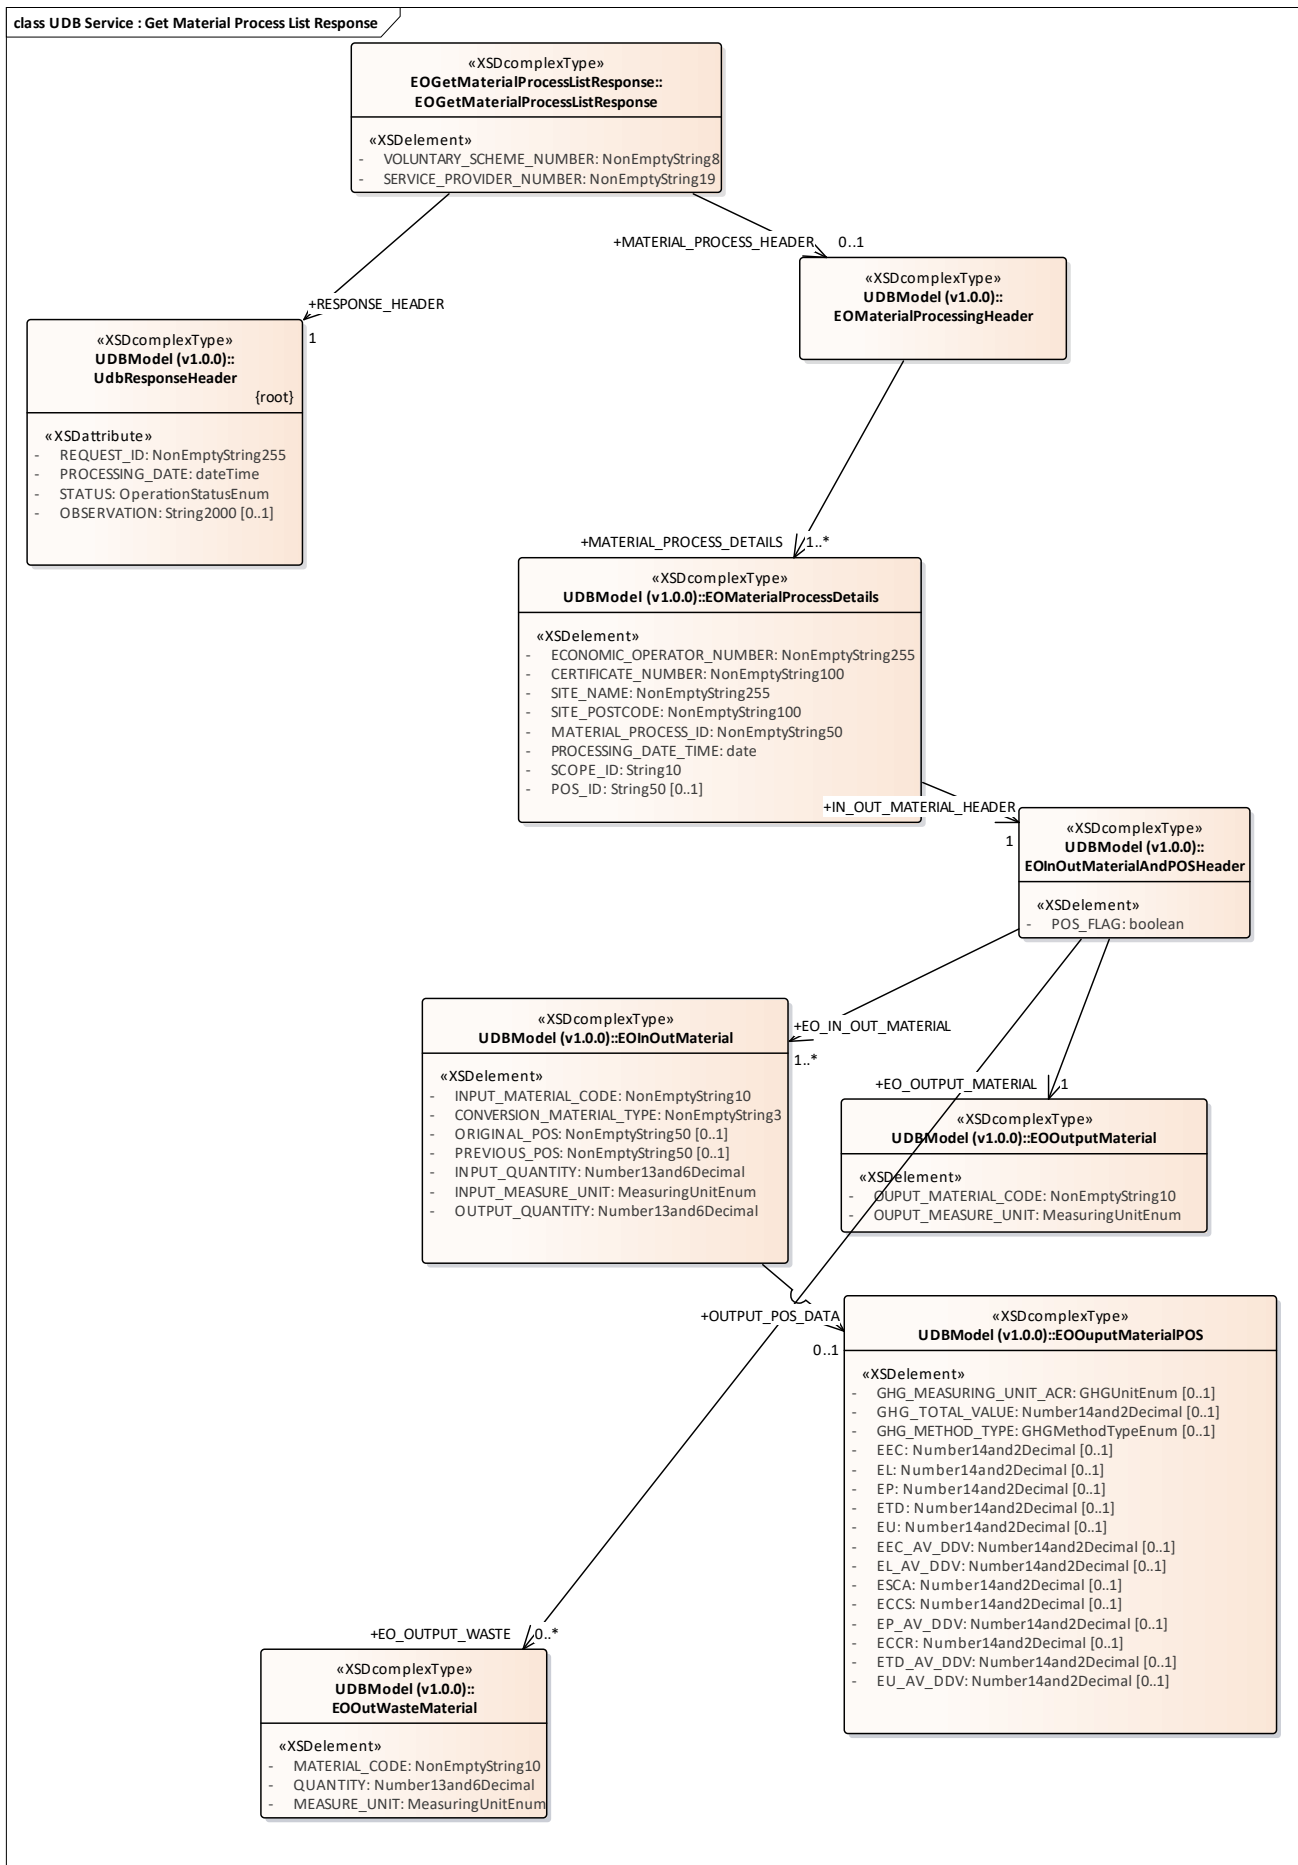 class UDB Service : Get Material Process List Response
«XSDcomplexType»
EOGetMaterialProcessListResponse::
EOGetMaterialProcessListResponse
«XSDelement»
- VOLUNTARY_SCHEME_NUMBER: NonEmptyString8
- SERVICE_PROVIDER_NUMBER: NonEmptyString19
+MATERIAL_PROCESS_HEADER 0..1
«XSDcomplexType»
UDBModel (v1.0.0)::
EOMaterialProcessingHeader
+RESPONSE_HEADER
1
«XSDcomplexType»
UDBModel (v1.0.0)::
UdbResponseHeader
{root}
«XSDattribute»
- REQUEST_ID: NonEmptyString255
- PROCESSING_DATE: dateTime
- STATUS: OperationStatusEnum
- OBSERVATION: String2000 [0..1]
+MATERIAL_PROCESS_DETAILS 1..*
«XSDcomplexType»
UDBModel (v1.0.0)::EOMaterialProcessDetails
«XSDelement»
- ECONOMIC_OPERATOR_NUMBER: NonEmptyString255
- CERTIFICATE_NUMBER: NonEmptyString100
- SITE_NAME: NonEmptyString255
- SITE_POSTCODE: NonEmptyString100
- MATERIAL_PROCESS_ID: NonEmptyString50
- PROCESSING_DATE_TIME: date
- SCOPE_ID: String10
- POS_ID: String50 [0..1]
+IN_OUT_MATERIAL_HEADER
1
«XSDcomplexType»
UDBModel (v1.0.0)::
EOInOutMaterialAndPOSHeader
«XSDelement»
- POS_FLAG: boolean
+EO_IN_OUT_MATERIAL
1..*
«XSDcomplexType»
UDBModel (v1.0.0)::EOInOutMaterial
«XSDelement»
- INPUT_MATERIAL_CODE: NonEmptyString10
- CONVERSION_MATERIAL_TYPE: NonEmptyString3
- ORIGINAL_POS: NonEmptyString50 [0..1]
- PREVIOUS_POS: NonEmptyString50 [0..1]
- INPUT_QUANTITY: Number13and6Decimal
- INPUT_MEASURE_UNIT: MeasuringUnitEnum
- OUTPUT_QUANTITY: Number13and6Decimal
+EO_OUTPUT_MATERIAL 1
«XSDcomplexType»
UDBModel (v1.0.0)::EOOutputMaterial
«XSDelement»
- OUPUT_MATERIAL_CODE: NonEmptyString10
- OUPUT_MEASURE_UNIT: MeasuringUnitEnum
+OUTPUT_POS_DATA
0..1
«XSDcomplexType»
UDBModel (v1.0.0)::EOOuputMaterialPOS
«XSDelement»
- GHG_MEASURING_UNIT_ACR: GHGUnitEnum [0..1]
- GHG_TOTAL_VALUE: Number14and2Decimal [0..1]
- GHG_METHOD_TYPE: GHGMethodTypeEnum [0..1]
- EEC: Number14and2Decimal [0..1]
- EL: Number14and2Decimal [0..1]
- EP: Number14and2Decimal [0..1]
- ETD: Number14and2Decimal [0..1]
- EU: Number14and2Decimal [0..1]
- EEC_AV_DDV: Number14and2Decimal [0..1]
- EL_AV_DDV: Number14and2Decimal [0..1]
- ESCA: Number14and2Decimal [0..1]
- ECCS: Number14and2Decimal [0..1]
- EP_AV_DDV: Number14and2Decimal [0..1]
- ECCR: Number14and2Decimal [0..1]
- ETD_AV_DDV: Number14and2Decimal [0..1]
- EU_AV_DDV: Number14and2Decimal [0..1]
+EO_OUTPUT_WASTE 0..*
«XSDcomplexType»
UDBModel (v1.0.0)::
EOOutWasteMaterial
«XSDelement»
- MATERIAL_CODE: NonEmptyString10
- QUANTITY: Number13and6Decimal
- MEASURE_UNIT: MeasuringUnitEnum